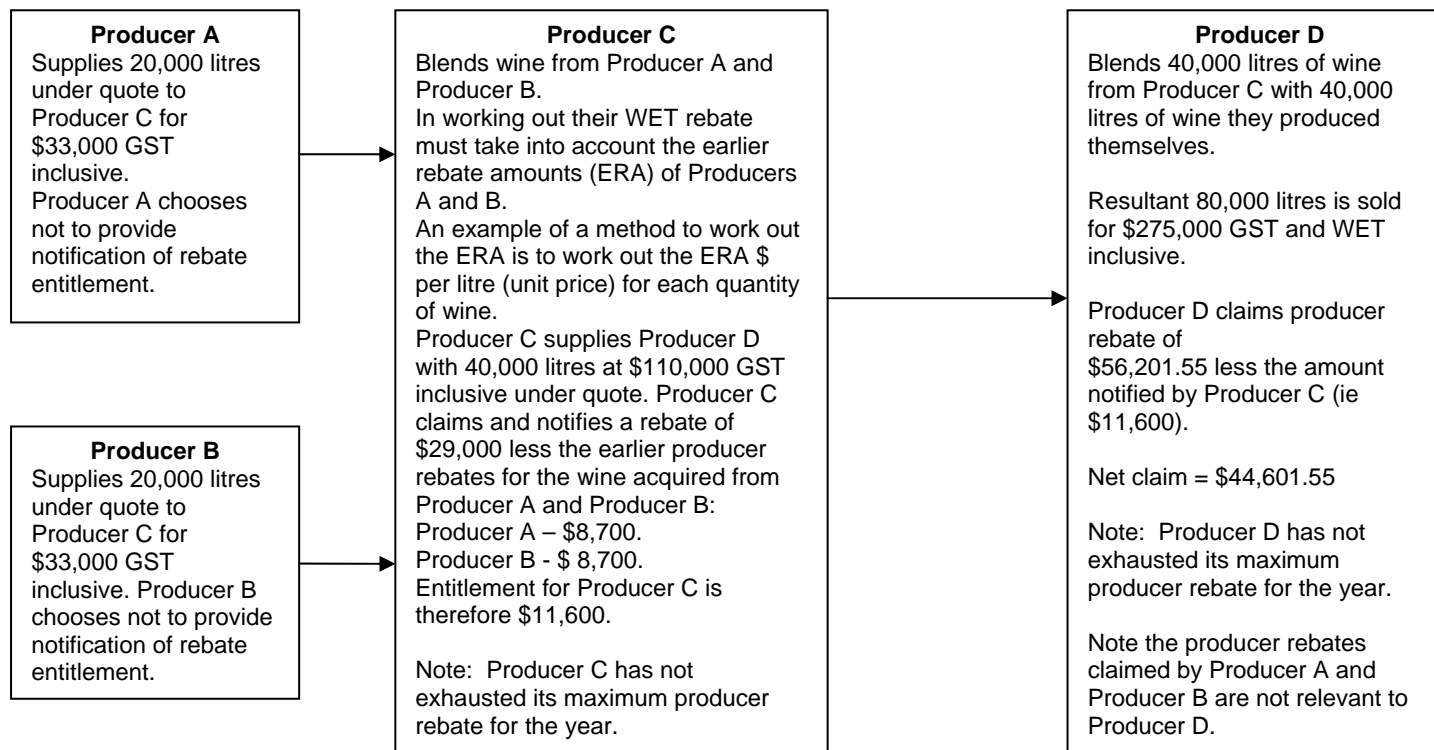 Producer A
Supplies 20,000 litres
under quote to
Producer C for
$33,000 GST
inclusive.
Producer A chooses
not to provide
notification of rebate
entitlement.
Producer B
Supplies 20,000 litres
under quote to
Producer C for
$33,000 GST
inclusive. Producer B
chooses not to provide
notification of rebate
entitlement.
Producer C
Blends wine from Producer A and
Producer B.
In working out their WET rebate
must take into account the earlier
rebate amounts (ERA) of Producers
A and B.
An example of a method to work out
the ERA is to work out the ERA $
per litre (unit price) for each quantity
of wine.
Producer C supplies Producer D
with 40,000 litres at $110,000 GST
inclusive under quote. Producer C
claims and notifies a rebate of
$29,000 less the earlier producer
rebates for the wine acquired from
Producer A and Producer B:
Producer A – $8,700.
Producer B - $ 8,700.
Entitlement for Producer C is
therefore $11,600.
Note: Producer C has not
exhausted its maximum producer
rebate for the year.
Producer D
Blends 40,000 litres of wine
from Producer C with 40,000
litres of wine they produced
themselves.
Resultant 80,000 litres is sold
for $275,000 GST and WET
inclusive.
Producer D claims producer
rebate of
$56,201.55 less the amount
notified by Producer C (ie
$11,600).
Net claim = $44,601.55
Note: Producer D has not
exhausted its maximum
producer rebate for the year.
Note the producer rebates
claimed by Producer A and
Producer B are not relevant to
Producer D.